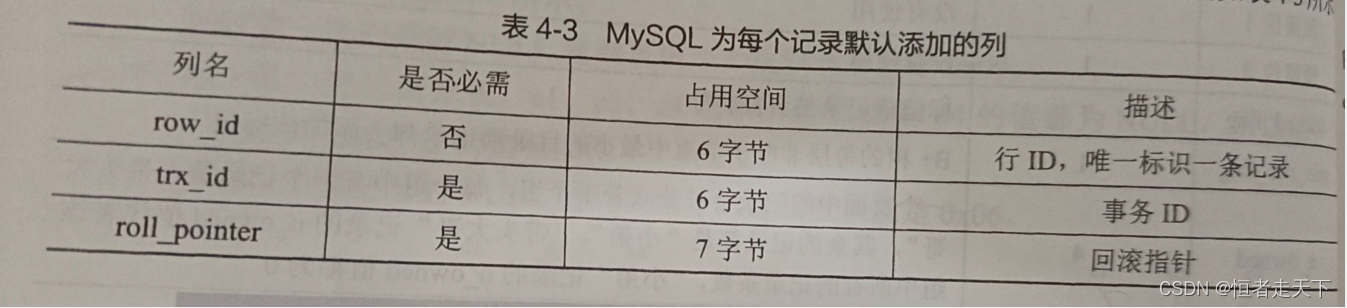 表 4-3 MySQL 为每个记录默认添加的列
列名 是否必需 占用空间 描述
row_id 否 6 字节 行 ID，唯一标识一条记录
trx_id 是 6 字节 事务 ID
roll_pointer 是 7 字节 回滚指针
CSDN @恒者走天下